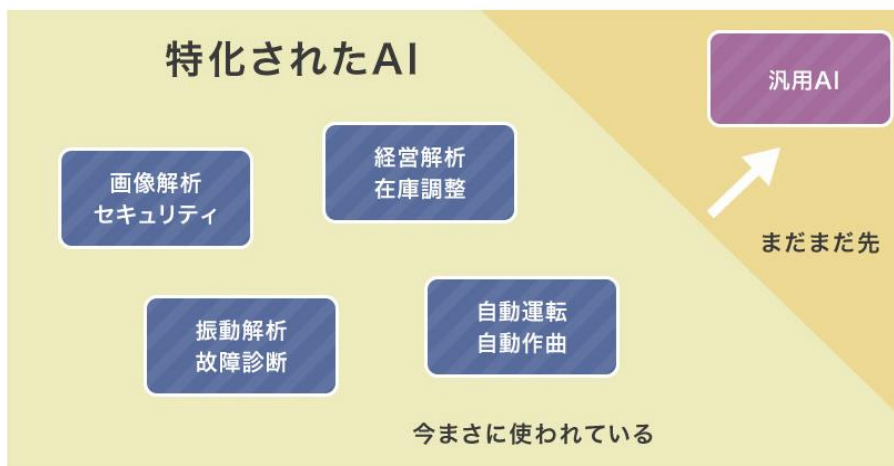 特化されたAI
汎用AI
画像解析
セキュリティ
経営解析
在庫調整
まだまだ先
振動解析
故障診断
自動運転
自動作曲
今まさに使われている